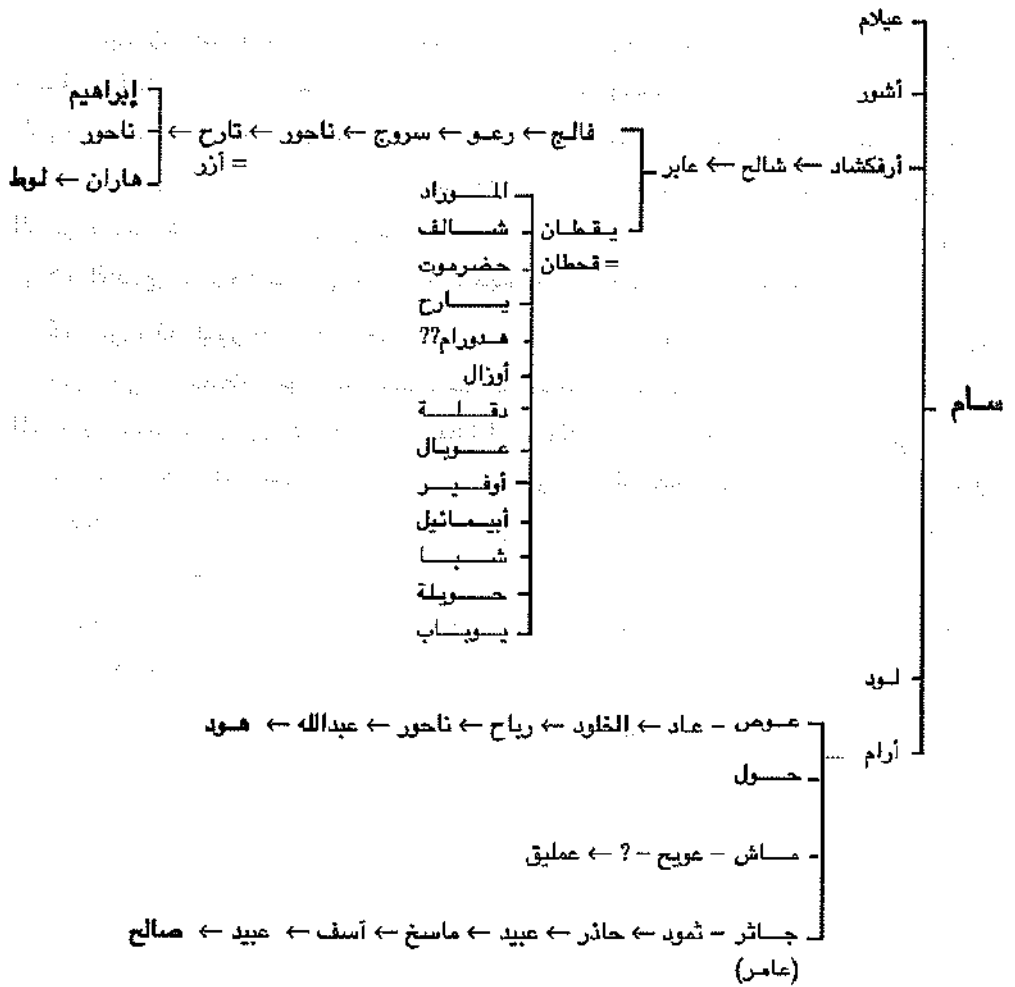 عيلام
أشور
إبراهيم
أرفكشاد ← شالح ← عابر
فالج ← رعو ← سروج ← ناحور ← تارح ← ناحور
= آزر
هاران ← لوط
يقطان
= قحطان
الموراد
شالف
حضرموت
يارح
هدورام??
أوزال
دقلة
عوبال
أوفير
أبيمائيل
شبا
حويلة
يوباب
سام
لود
أرام
عوص – عاد ← الخلود ← رباح ← ناحور ← عبدالله ← هود
حول
ماش – عويج – ? ← عمليق
جاثر – ثمود ← حاذر ← عبيد ← ماسخ ← آسف ← عبيد ← صالح
(عامر)